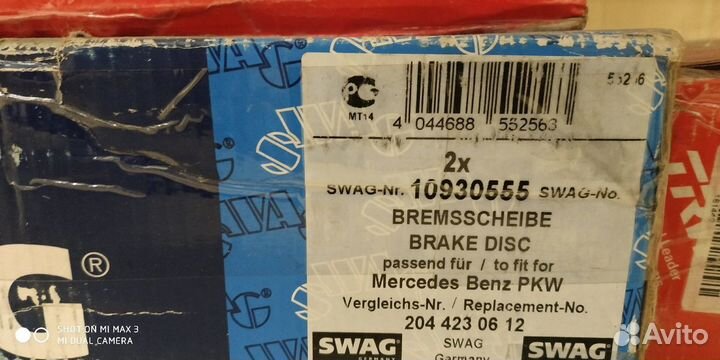 MT14
4 044688 552563
2x
SWAG-Nr. 10930555 SWAG-No.
BREMSSCHEIBE
BRAKE DISC
passend für / to fit for
Mercedes Benz PKW
Vergleichs-Nr. / Replacement-No.
204 423 06 12
SWAG
GERMANY
SWAG
Germany
SWAG
®
Leader
SHOT ON MI MAX 3
MI DUAL CAMERA
Avito